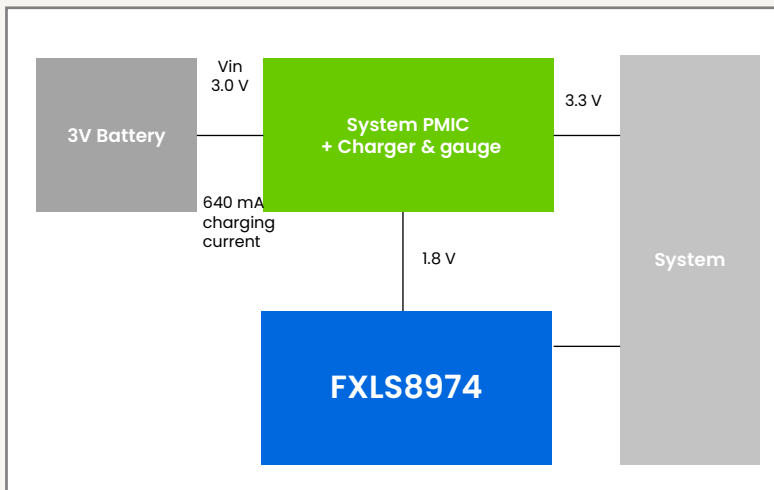 Vin
3.0 V
3V Battery
System PMIC
+ Charger & gauge
3.3 V
640 mA
charging
current
1.8 V
System
FXLS8974